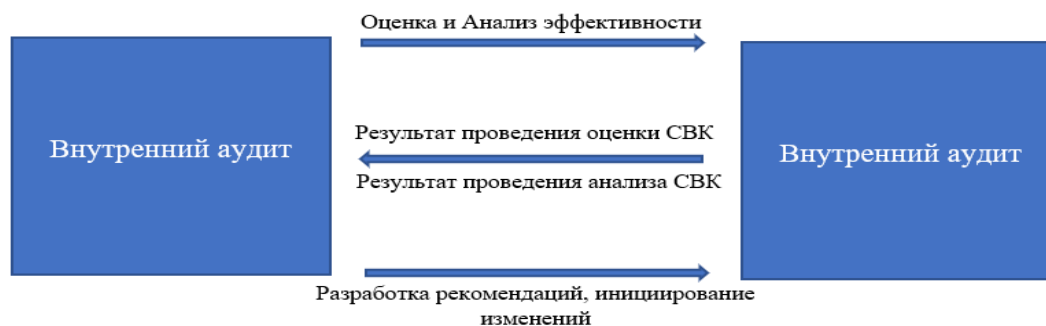 Оценка и Анализ эффективности
Внутренний аудит
Результат проведения оценки СВК
Результат проведения анализа СВК
Внутренний аудит
Разработка рекомендаций, инициирование
изменений